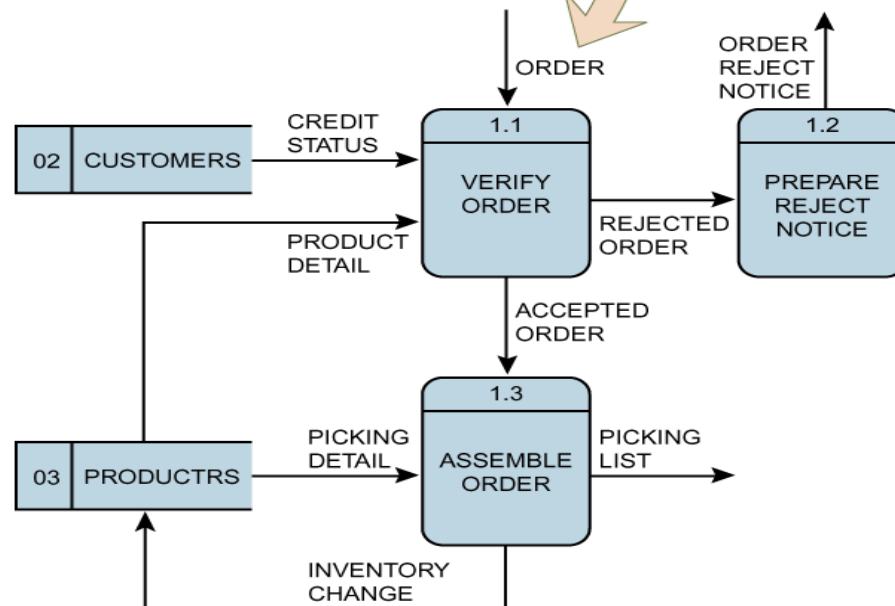 ORDER
ORDER
REJECT
NOTICE
02 CUSTOMERS
CREDIT
STATUS
1.1
VERIFY
ORDER
1.2
PREPARE
REJECT
NOTICE
PRODUCT
DETAIL
REJECTED
ORDER
ACCEPTED
ORDER
03 PRODUCTRS
PICKING
DETAIL
1.3
ASSEMBLE
ORDER
PICKING
LIST
INVENTORY
CHANGE